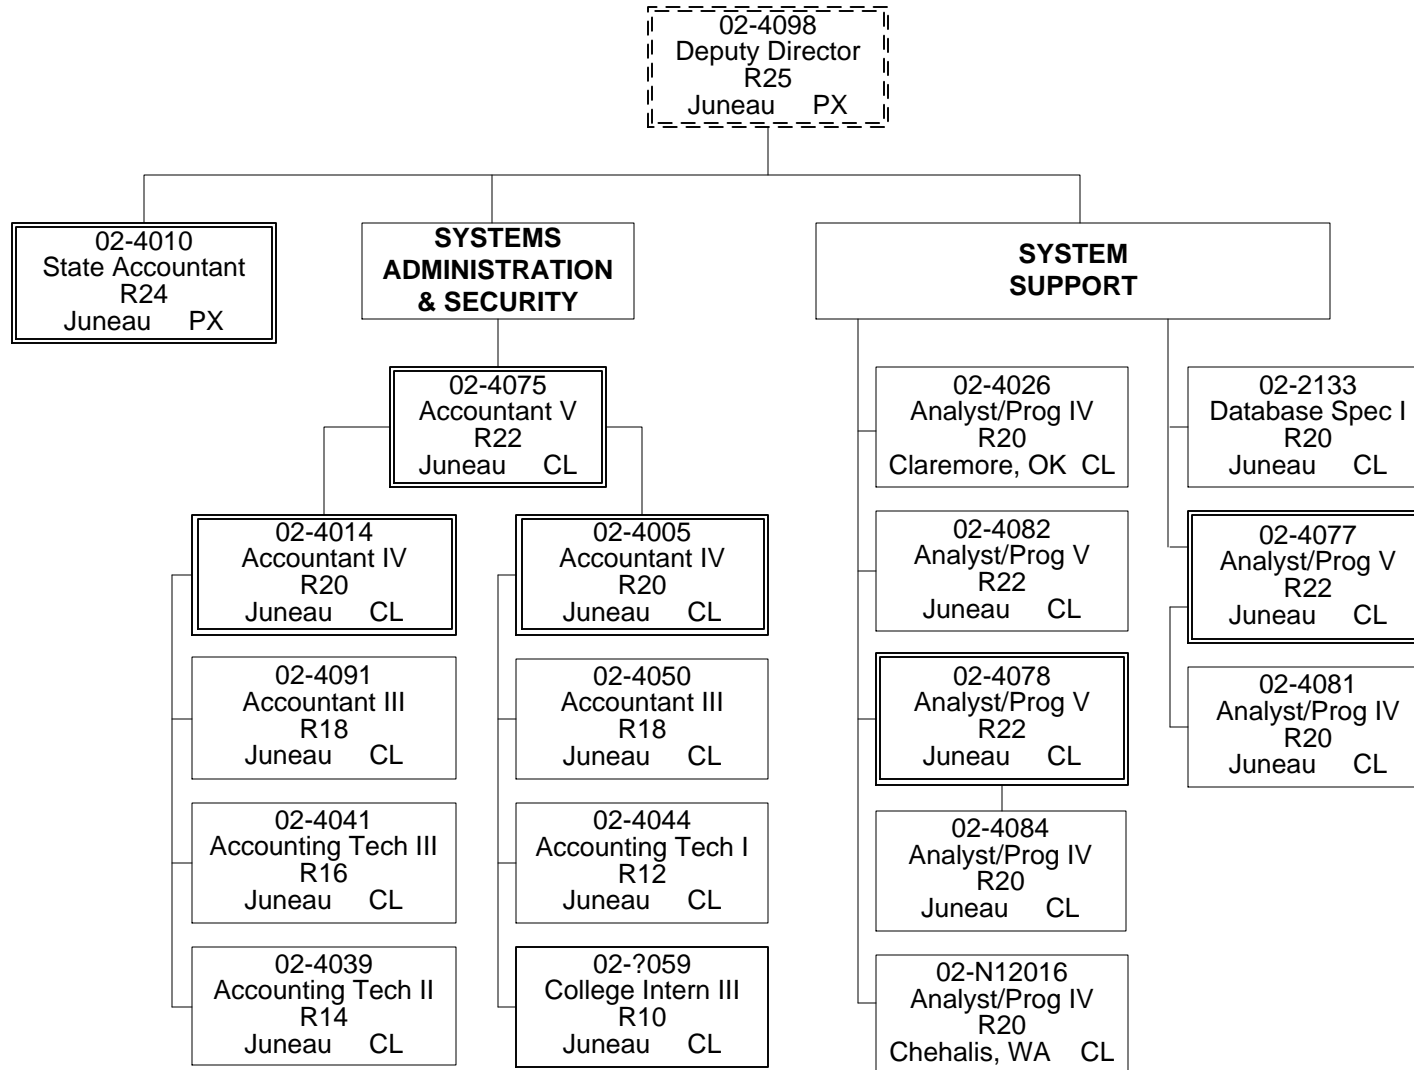 02-4098
Deputy Director
R25
Juneau PX
02-4010
State Accountant
R24
Juneau PX
SYSTEMS
ADMINISTRATION
& SECURITY
SYSTEM
SUPPORT
02-4075
Accountant V
R22
Juneau CL
02-4014
Accountant IV
R20
Juneau CL
02-4091
Accountant III
R18
Juneau CL
02-4041
Accounting Tech III
R16
Juneau CL
02-4039
Accounting Tech II
R14
Juneau CL
02-4005
Accountant IV
R20
Juneau CL
02-4050
Accountant III
R18
Juneau CL
02-4044
Accounting Tech I
R12
Juneau CL
02-?059
College Intern III
R10
Juneau CL
02-4026
Analyst/Prog IV
R20
Claremore, OK CL
02-4082
Analyst/Prog V
R22
Juneau CL
02-4078
Analyst/Prog V
R22
Juneau CL
02-4084
Analyst/Prog IV
R20
Juneau CL
02-N12016
Analyst/Prog IV
R20
Chehalis, WA CL
02-2133
Database Spec I
R20
Juneau CL
02-4077
Analyst/Prog V
R22
Juneau CL
02-4081
Analyst/Prog IV
R20
Juneau CL